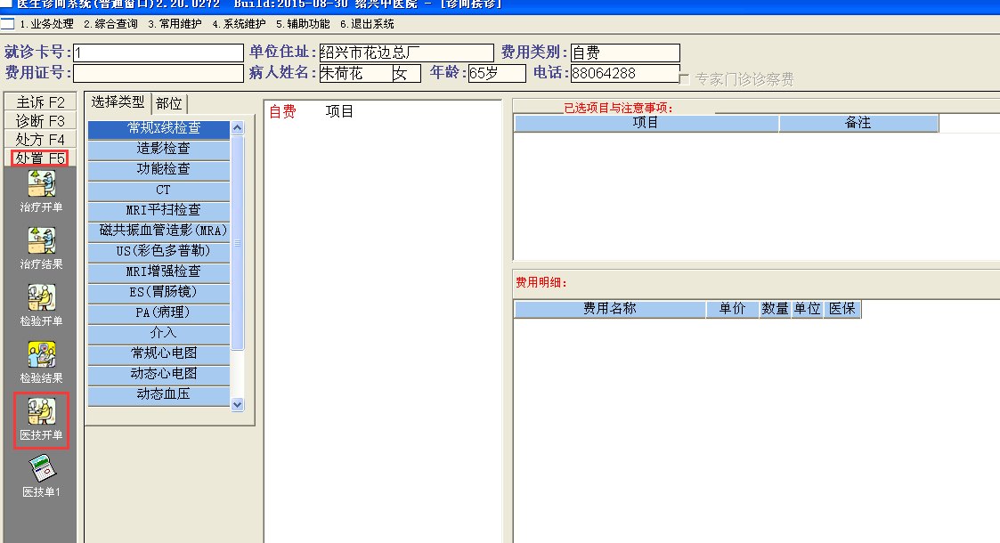 医生诊间系统(普通窗口)2.20.0272 Build:2015-08-30 绍兴中医院 - [诊间接诊]
1.业务处理 2.综合查询 3.常用维护 4.系统维护 5.辅助功能 6.退出系统
就诊卡号: 1 单位住址: 绍兴市花边总厂 费用类别: 自费
费用证号: 病人姓名: 朱荷花 女 年龄: 65岁 电话: 88064288 专家门诊诊察费
主诉 F2
诊断 F3
处方 F4
处置 F5
治疗开单
治疗结果
检验开单
检验结果
医技开单
医技单1
选择类型 部位
常规X线检查
造影检查
功能检查
CT
MRI平扫检查
磁共振血管造影(MRA)
US(彩色多普勒)
MRI增强检查
ES(胃肠镜)
PA(病理)
介入
常规心电图
动态心电图
动态血压
自费 项目
已选项目与注意事项:
项目 备注
费用明细:
费用名称 单价 数量 单位 医保